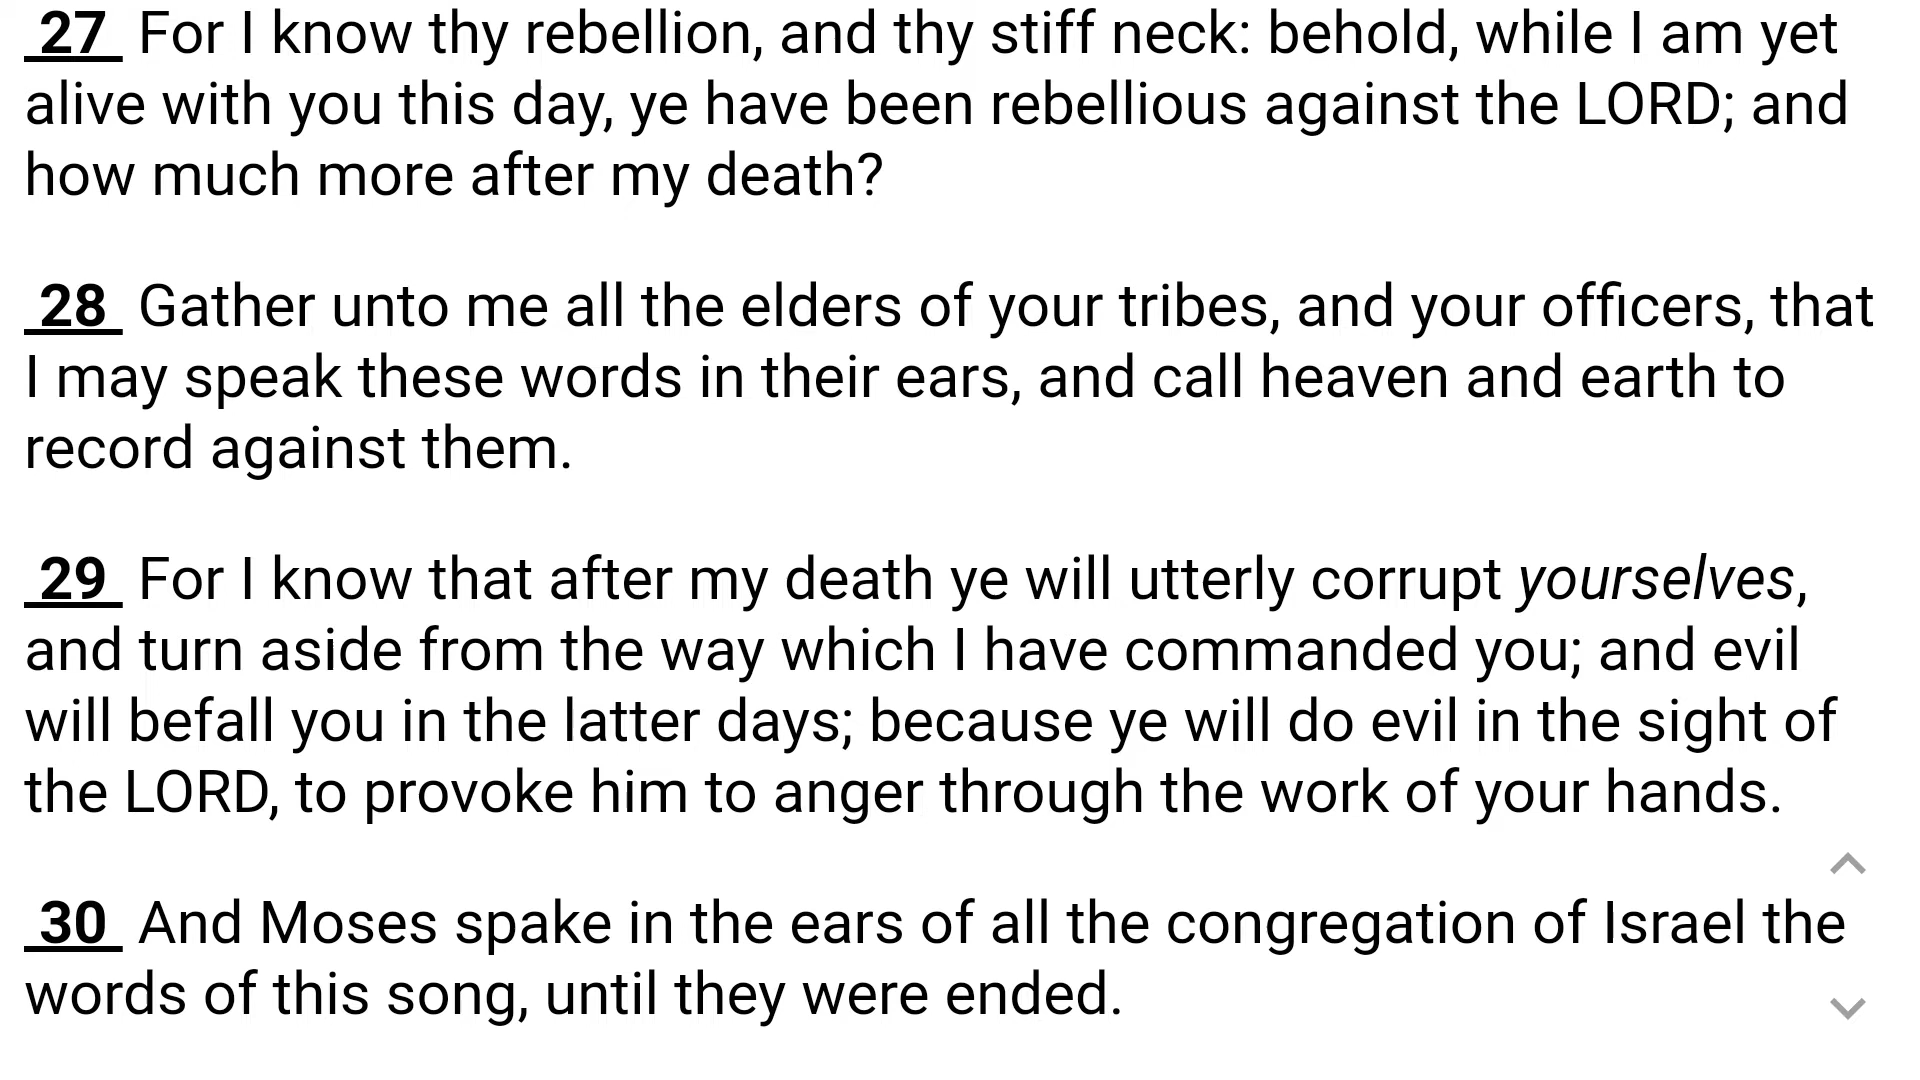 27 For I know thy rebellion, and thy stiff neck: behold, while I am yet
alive with you this day, ye have been rebellious against the LORD; and
how much more after my death?
28 Gather unto me all the elders of your tribes, and your officers, that
I may speak these words in their ears, and call heaven and earth to
record against them.
29 For I know that after my death ye will utterly corrupt yourselves,
and turn aside from the way which I have commanded you; and evil
will befall you in the latter days; because ye will do evil in the sight of
the LORD, to provoke him to anger through the work of your hands.
30 And Moses spake in the ears of all the congregation of Israel the
words of this song, until they were ended.